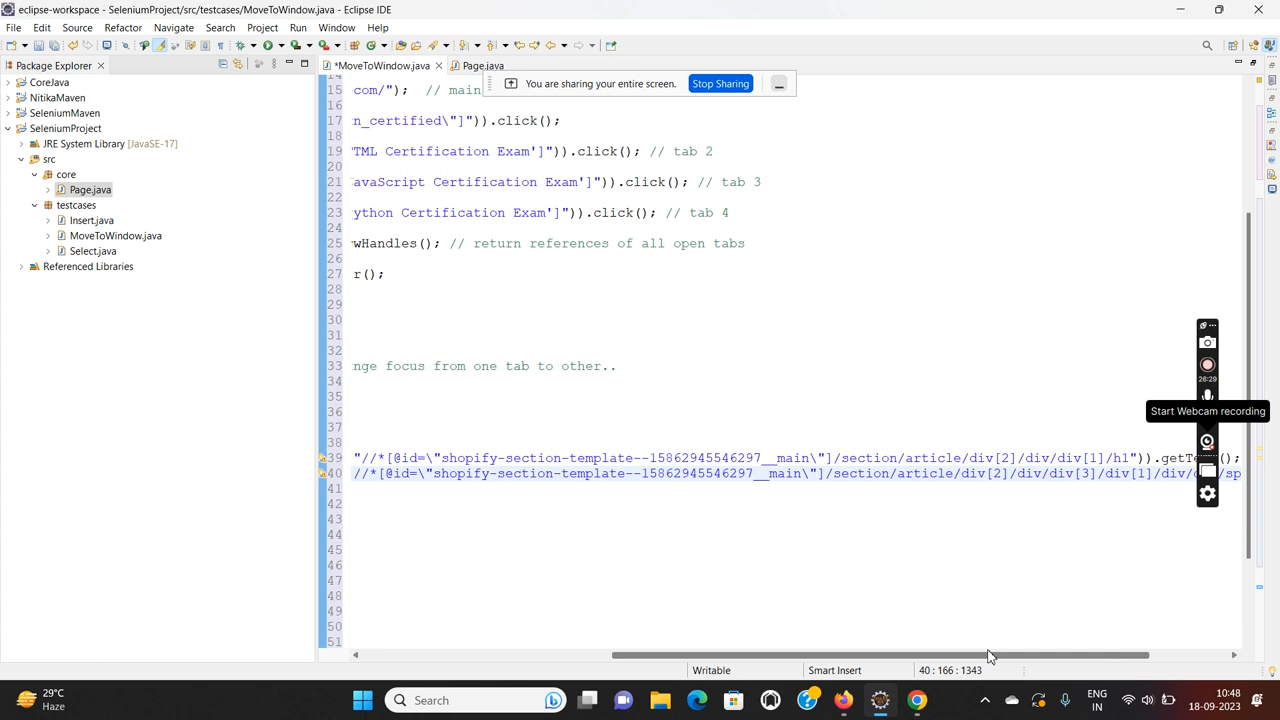 eclipse-workspace - SeleniumProject/src/testcases/MoveToWindow.java - Eclipse IDE
File Edit Source Refactor Navigate Search Project Run Window Help
Package Explorer
*MoveToWindow.java
Page.java
You are sharing your entire screen.
Stop Sharing
CoreJava
NitikaMaven
SeleniumMaven
SeleniumProject
JRE System Library [JavaSE-17]
src
core
Page.java
testcases
Insert.java
MoveToWindow.java
Select.java
Referenced Libraries
14
15 com/"); // main
16
17 n_certified\"]")).click();
18
19 TML Certification Exam']")).click(); // tab 2
20
21 avaScript Certification Exam']")).click(); // tab 3
22
23 ython Certification Exam']")).click(); // tab 4
24
25 wHandles(); // return references of all open tabs
26
27 r();
28
29
30
31
32
33 nge focus from one tab to other..
34
35
36
37
38
39 "//*[@id=\"shopify-section-template--15862945546297__main\"]/section/article/div[2]/div/div[1]/h1")).getT
40 //*[@id=\"shopify-section-template--15862945546297__main\"]/section/article/div[2]/div/div[3]/div[1]/div/
41
42
43
44
45
46
47
48
49
50
51
26:29
Start Webcam recording
Writable
Smart Insert
40 : 166 : 1343
29°C
Haze
Search
ENG
IN
10:48
18-09-2023